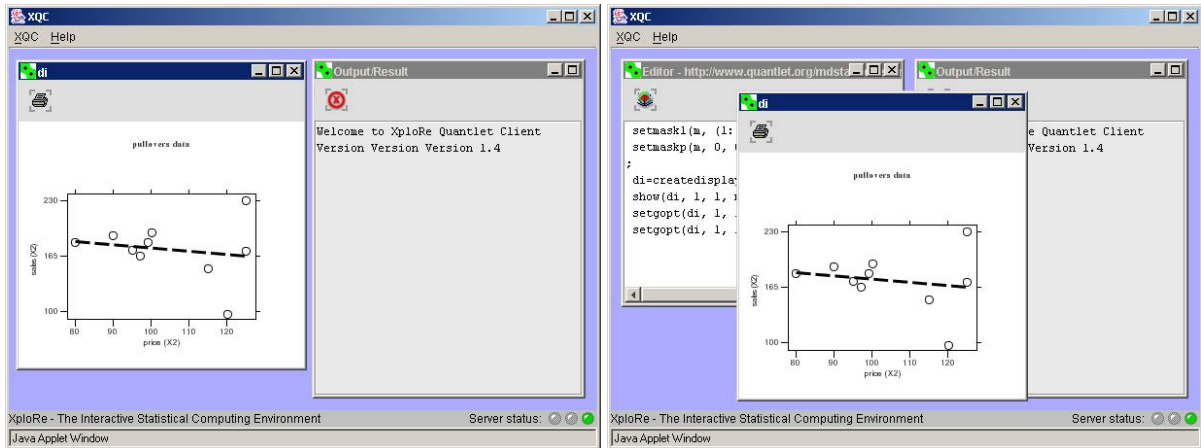 XQC
XQC Help
di
pullovers data
230
165
100
sales (X2)
80 90 100 110 120
price (X2)
Output/Result
Welcome to XploRe Quantlet Client
Version Version Version 1.4
XploRe - The Interactive Statistical Computing Environment
Server status:
Java Applet Window
XQC
XQC Help
Editor - http://www.quantlet.org/mdsta
setmaskl(m, (1:
setmaskp(m, 0,
;
di=createdispla
show(di, 1, 1,
setgopt(di, 1,
setgopt(di, 1,
di
pullovers data
230
165
100
sales (X2)
80 90 100 110 120
price (X2)
Output/Result
e Quantlet Client
Version 1.4
XploRe - The Interactive Statistical Computing Environment
Server status:
Java Applet Window